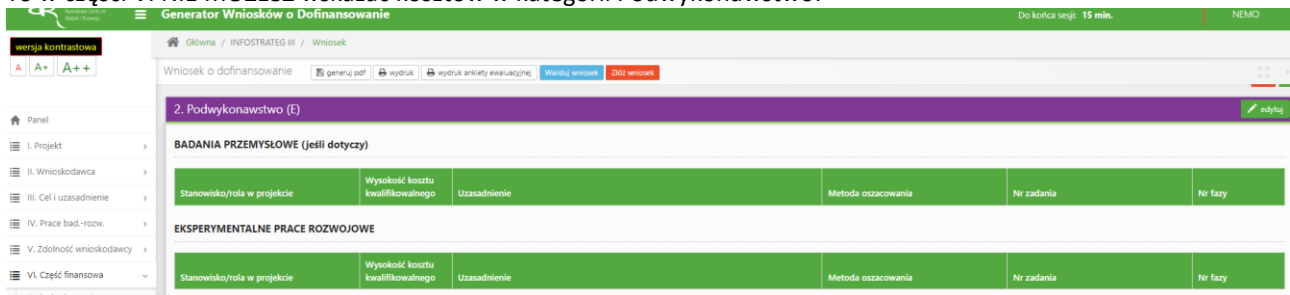 Generator Wniosków o Dofinansowanie
Do końca sesji: 15 min.
NEMO
wersja kontrastowa
A A+ A++
Główna / INFOSTRATEG III / Wniosek
Wniosek o dofinansowanie generuj pdf wydruk wydruk ankiety ewaluacyjnej Waliduj wniosek Złóż wniosek
2. Podwykonawstwo (E)
edytuj
Panel
I. Projekt
II. Wnioskodawca
III. Cel i uzasadnienie
IV. Prace bad.-rozw.
V. Zdolność wnioskodawcy
VI. Część finansowa
BADANIA PRZEMYSŁOWE (jeśli dotyczy)
Stanowisko/rola w projekcie
Wysokość kosztu
kwalifikowalnego
Uzasadnienie
Metoda oszacowania
Nr zadania
Nr fazy
EKSPERYMENTALNE PRACE ROZWOJOWE
Stanowisko/rola w projekcie
Wysokość kosztu
kwalifikowalnego
Uzasadnienie
Metoda oszacowania
Nr zadania
Nr fazy